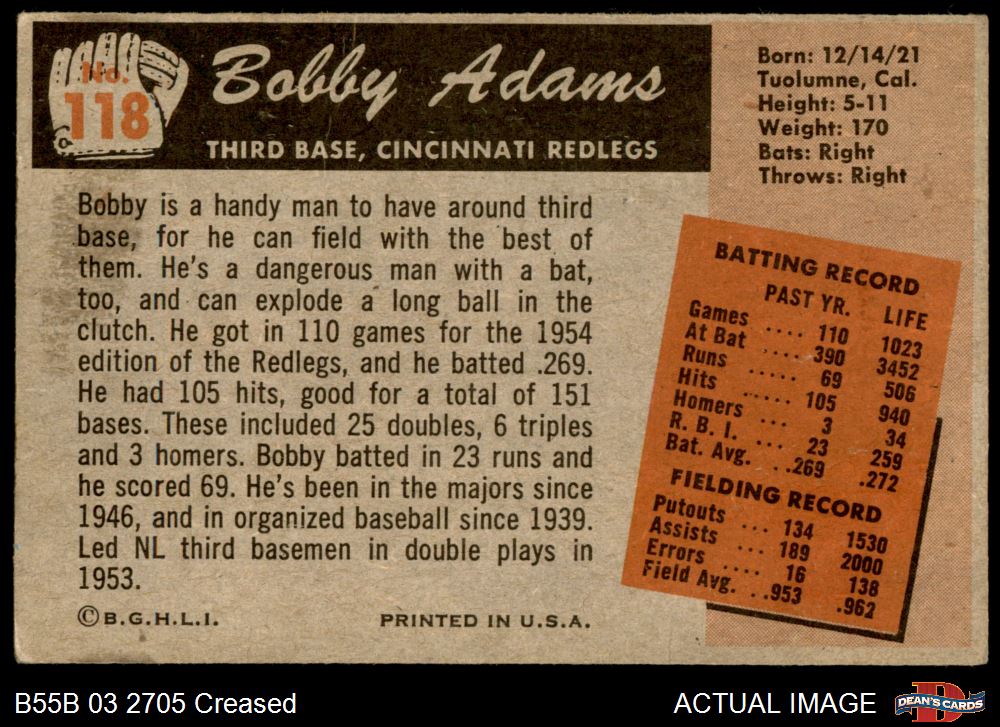 No.
118
Bobby Adams
THIRD BASE, CINCINNATI REDLEGS
Born: 12/14/21
Tuolumne, Cal.
Height: 5-11
Weight: 170
Bats: Right
Throws: Right
Bobby is a handy man to have around third
base, for he can field with the best of
them. He's a dangerous man with a bat,
too, and can explode a long ball in the
clutch. He got in 110 games for the 1954
edition of the Redlegs, and he batted .269.
He had 105 hits, good for a total of 151
bases. These included 25 doubles, 6 triples
and 3 homers. Bobby batted in 23 runs and
he scored 69. He's been in the majors since
1946, and in organized baseball since 1939.
Led NL third basemen in double plays in
1953.
©B.G.H.L.I. PRINTED IN U.S.A.
BATTING RECORD
PAST YR. LIFE
Games .... 110 1023
At Bat ..... 390 3452
Runs ..... 69 506
Hits ..... 105 940
Homers ... 3 34
R. B. I. ... 23 259
Bat. Avg. ...269 .272
FIELDING RECORD
Putouts ... 134 1530
Assists ... 189 2000
Errors .... 16 138
Field Avg. ..953 .962
B55B 03 2705 Creased ACTUAL IMAGE
DEAN'S CARDS